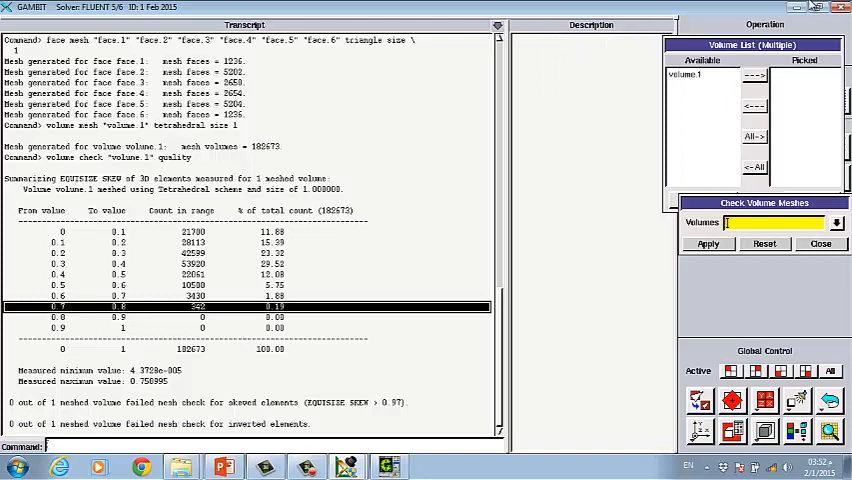 GAMBIT Solver: FLUENT 5/6 ID: 1 Feb 2015
Transcript
Description
Operation
Command> face mesh "face.1" "face.2" "face.3" "face.4" "face.5" "face.6" triangle size \
1
Mesh generated for face face.1: mesh faces = 1236.
Mesh generated for face face.2: mesh faces = 5202.
Mesh generated for face face.3: mesh faces = 2650.
Mesh generated for face face.4: mesh faces = 2654.
Mesh generated for face face.5: mesh faces = 5204.
Mesh generated for face face.6: mesh faces = 1236.
Command> volume mesh "volume.1" tetrahedral size 1
Mesh generated for volume volume.1: mesh volumes = 182673.
Command> volume check "volume.1" quality
Summarizing EQUISIZE SKEW of 3D elements measured for 1 meshed volume:
Volume volume.1 meshed using Tetrahedral scheme and size of 1.000000.
From value To value Count in range % of total count (182673)
0 0.1 21700 11.88
0.1 0.2 28113 15.39
0.2 0.3 42599 23.32
0.3 0.4 53920 29.52
0.4 0.5 22061 12.08
0.5 0.6 10508 5.75
0.6 0.7 3430 1.88
0.7 0.8 342 0.19
0.8 0.9 0 0.00
0.9 1 0 0.00
0 1 182673 100.00
Measured minimum value: 4.3728e-005
Measured maximum value: 0.758995
0 out of 1 meshed volume failed mesh check for skewed elements (EQUISIZE SKEW > 0.97).
0 out of 1 meshed volume failed mesh check for inverted elements.
Command:
Volume List (Multiple)
Available Picked
volume.1
--->
<---
All->
<-All
Check Volume Meshes
Volumes
Apply Reset Close
Global Control
Active All
EN
03:52 م
2/1/2015